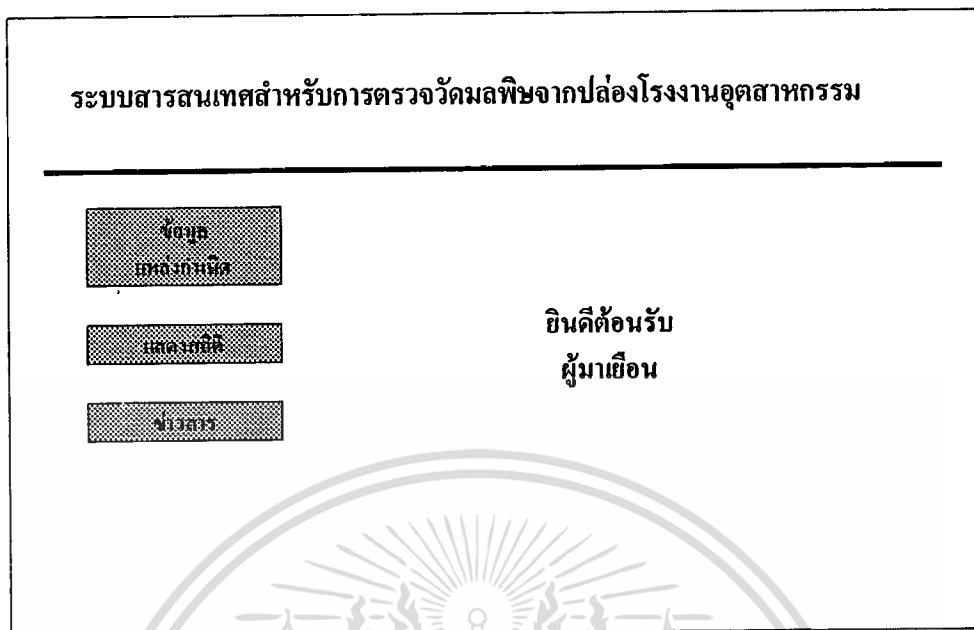 ระบบสารสนเทศสำหรับการตรวจวัดมลพิษจากปล่องโรงงานอุตสาหกรรม
ข้อมูล
แหล่งกำเนิด
แสดงสถิติ
ข่าวสาร
ยินดีต้อนรับ
ผู้มาเยือน